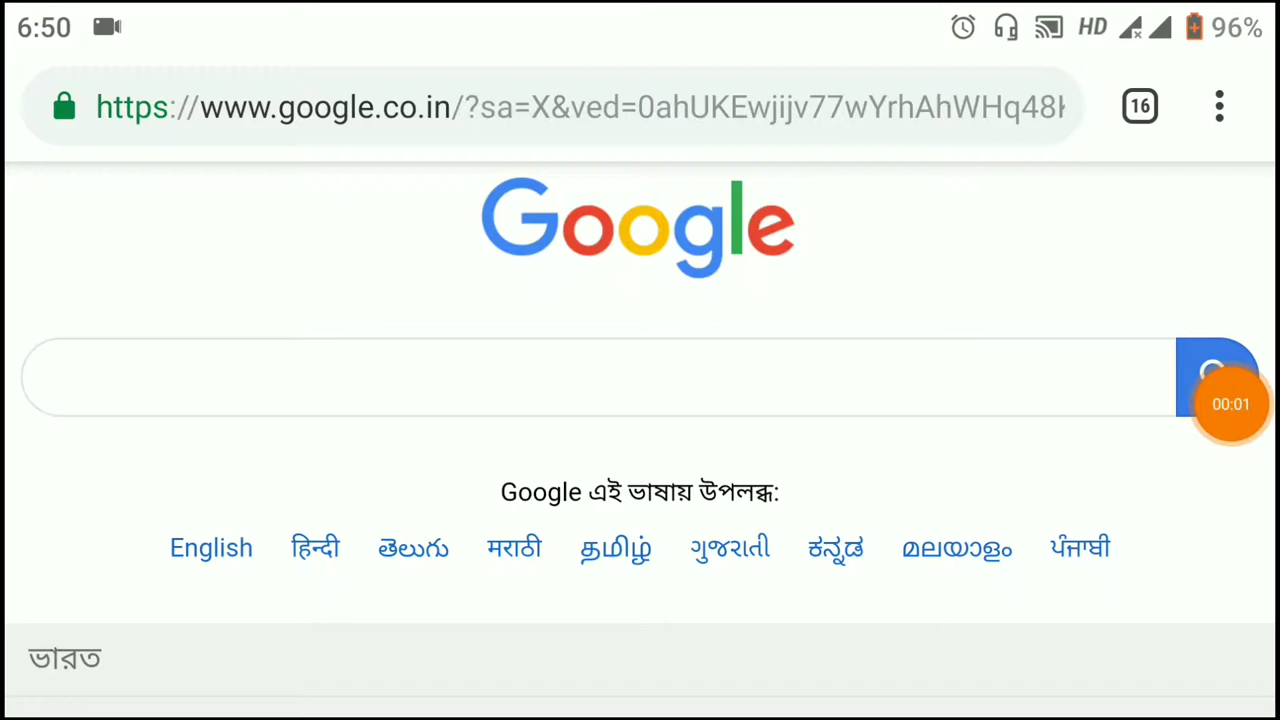 6:50 HD 96%
https://www.google.co.in/?sa=X&ved=0ahUKEwjijv77wYrhAhWHq48k 16
Google
00:01
Google এই ভাষায় উপলব্ধ:
English हिन्दी తెలుగు मराठी தமிழ் ગુજરાતી ಕನ್ನಡ മലയാളം ਪੰਜਾਬੀ
ভারত